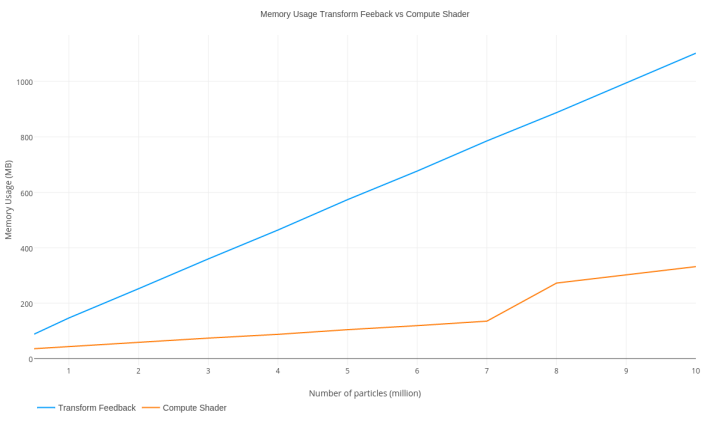 Memory Usage Transform Feeback vs Compute Shader
Memory Usage (MB)
1000
800
600
400
200
0
1 2 3 4 5 6 7 8 9 10
Number of particles (million)
Transform Feedback Compute Shader